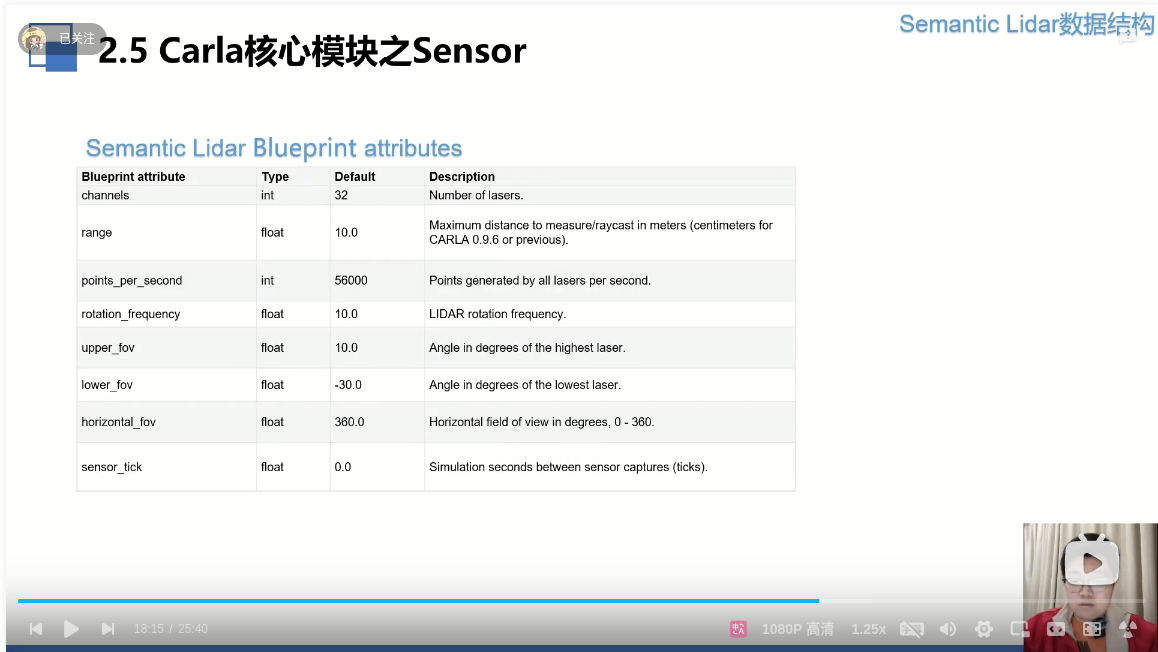 Semantic Lidar数据结构
已关注
2.5 Carla核心模块之Sensor
Semantic Lidar Blueprint attributes
Blueprint attribute Type Default Description
channels int 32 Number of lasers.
range float 10.0 Maximum distance to measure/raycast in meters (centimeters for
CARLA 0.9.6 or previous).
points_per_second int 56000 Points generated by all lasers per second.
rotation_frequency float 10.0 LIDAR rotation frequency.
upper_fov float 10.0 Angle in degrees of the highest laser.
lower_fov float -30.0 Angle in degrees of the lowest laser.
horizontal_fov float 360.0 Horizontal field of view in degrees, 0 - 360.
sensor_tick float 0.0 Simulation seconds between sensor captures (ticks).
18:15 / 25:40 1080P 高清 1.25x